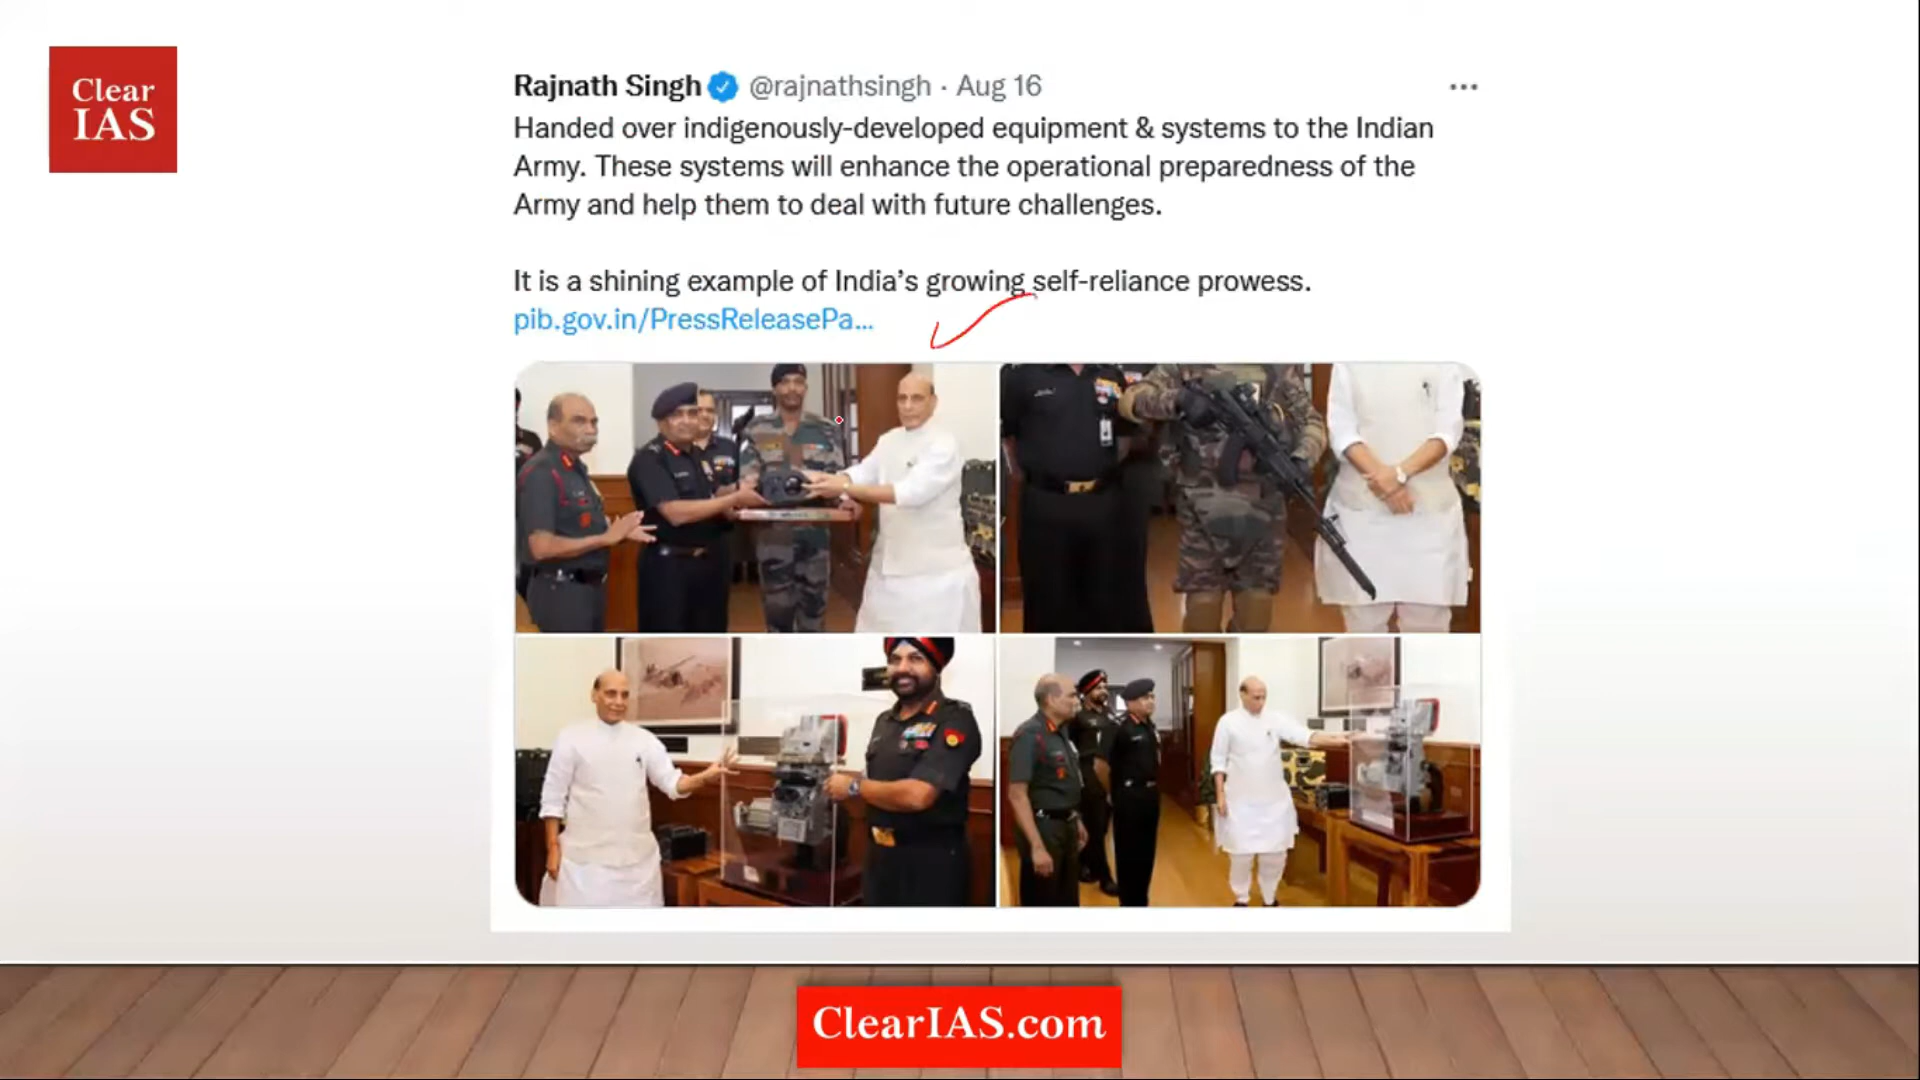 Clear
IAS
Rajnath Singh @rajnathsingh · Aug 16
Handed over indigenously-developed equipment & systems to the Indian
Army. These systems will enhance the operational preparedness of the
Army and help them to deal with future challenges.
It is a shining example of India’s growing self-reliance prowess.
pib.gov.in/PressReleasePa...
ClearIAS.com